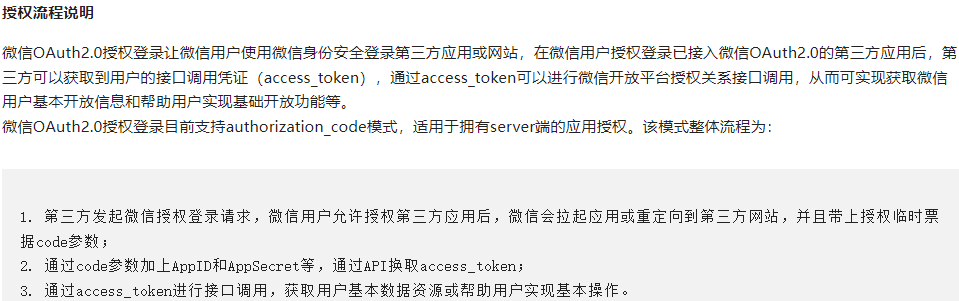 授权流程说明
微信OAuth2.0授权登录让微信用户使用微信身份安全登录第三方应用或网站，在微信用户授权登录已接入微信OAuth2.0的第三方应用后，第
三方可以获取到用户的接口调用凭证（access_token），通过access_token可以进行微信开放平台授权关系接口调用，从而可实现获取微信
用户基本开放信息和帮助用户实现基础开放功能等。
微信OAuth2.0授权登录目前支持authorization_code模式，适用于拥有server端的应用授权。该模式整体流程为：
1. 第三方发起微信授权登录请求，微信用户允许授权第三方应用后，微信会拉起应用或重定向到第三方网站，并且带上授权临时票
据code参数；
2. 通过code参数加上AppID和AppSecret等，通过API换取access_token；
3. 通过access_token进行接口调用，获取用户基本数据资源或帮助用户实现基本操作。